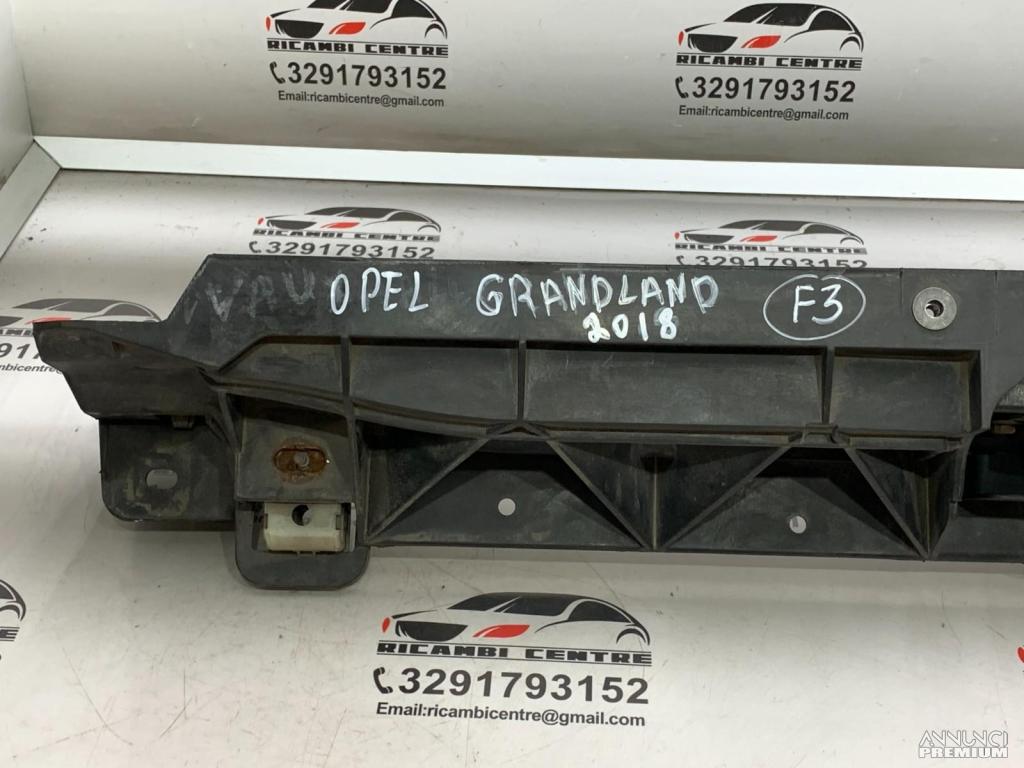 RICAMBI CENTRE
3291793152
Email:ricambicentre@gmail.com
RICAMBI CENTRE
3291793152
Email:ricambicentre@gmail.com
RICAMBI CENTRE
3291793152
RICAMBI CENTRE
3291793152
OPEL GRANDLAND
2018
F3
RICAMBI CENTRE
3291793152
Email:ricambicentre@gmail.com
ANNUNCI
PREMIUM